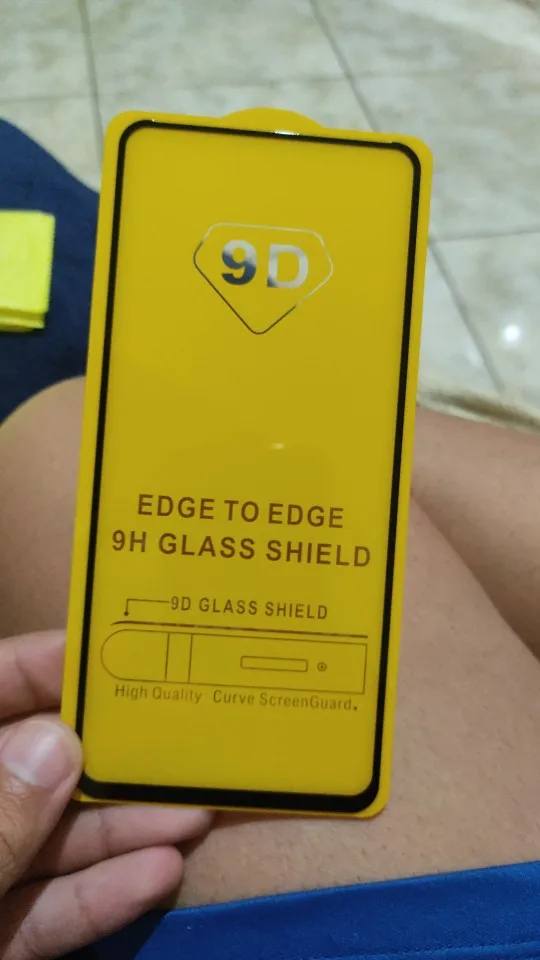 9D
EDGE TO EDGE
9H GLASS SHIELD
9D GLASS SHIELD
High Quality Curve ScreenGuard.